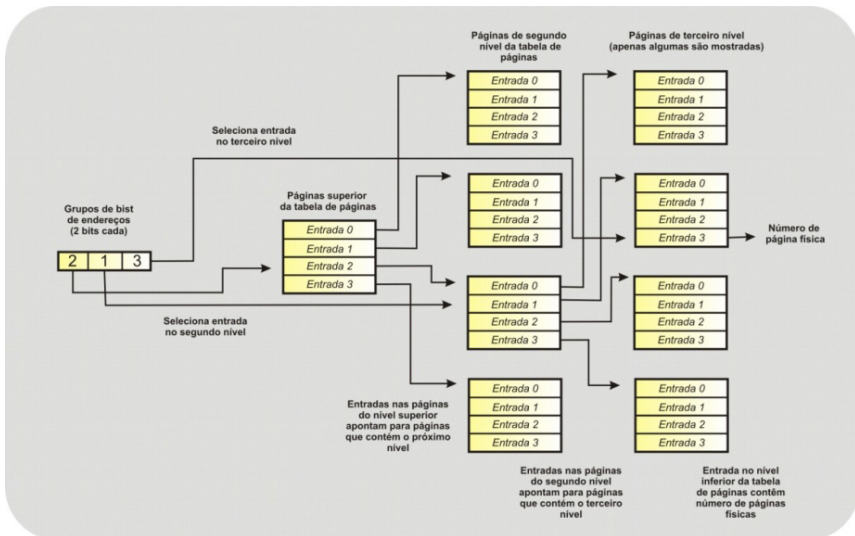 Páginas de segundo
nível da tabela de
páginas
Páginas de terceiro nível
(apenas algumas são mostradas)
Entrada 0
Entrada 1
Entrada 2
Entrada 3
Entrada 0
Entrada 1
Entrada 2
Entrada 3
Seleciona entrada
no terceiro nível
Grupos de bist
de endereços
(2 bits cada)
2 1 3
Páginas superior
da tabela de páginas
Entrada 0
Entrada 1
Entrada 2
Entrada 3
Entrada 0
Entrada 1
Entrada 2
Entrada 3
Entrada 0
Entrada 1
Entrada 2
Entrada 3
Número de
página física
Seleciona entrada
no segundo nível
Entrada 0
Entrada 1
Entrada 2
Entrada 3
Entrada 0
Entrada 1
Entrada 2
Entrada 3
Entradas nas páginas
do nível superior
apontam para páginas
que contém o próximo
nível
Entrada 0
Entrada 1
Entrada 2
Entrada 3
Entrada 0
Entrada 1
Entrada 2
Entrada 3
Entradas nas páginas
do segundo nível
apontam para páginas
que contém o terceiro
nível
Entrada no nível
inferior da tabela
de páginas contêm
número de páginas
físicas